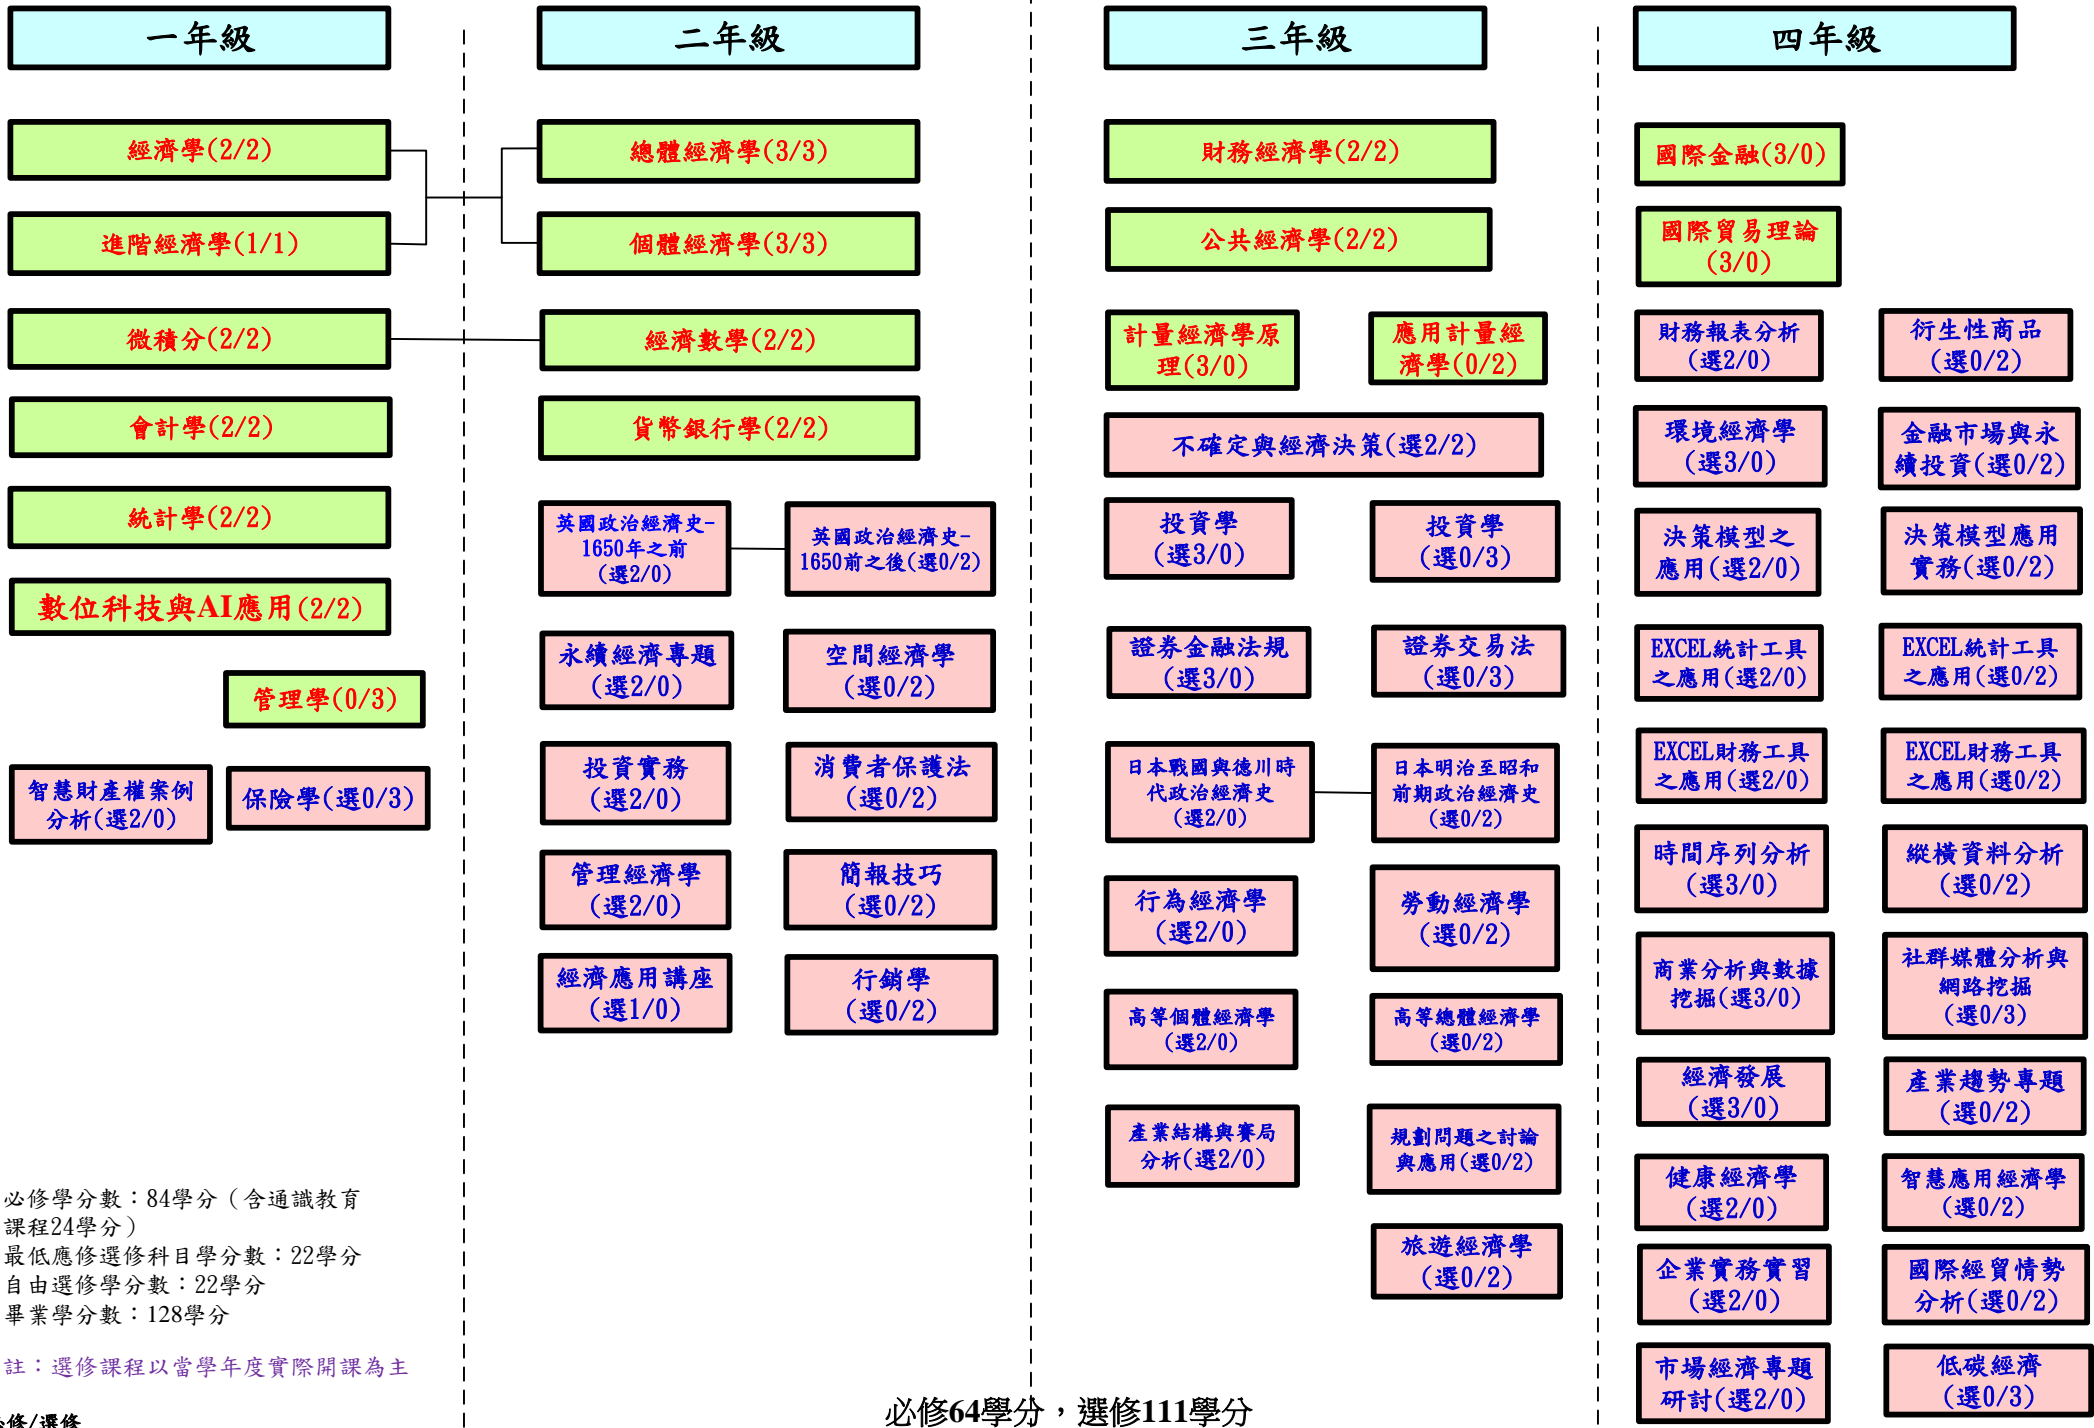 一年級
二年級
三年級
四年級
經濟學(2/2)
進階經濟學(1/1)
微積分(2/2)
會計學(2/2)
統計學(2/2)
數位科技與AI應用(2/2)
管理學(0/3)
智慧財產權案例
分析(選2/0)
保險學(選0/3)
總體經濟學(3/3)
個體經濟學(3/3)
經濟數學(2/2)
貨幣銀行學(2/2)
英國政治經濟史-
1650年之前
(選2/0)
英國政治經濟史-
1650前之後(選0/2)
永續經濟專題
(選2/0)
空間經濟學
(選0/2)
投資實務
(選2/0)
消費者保護法
(選0/2)
管理經濟學
(選2/0)
簡報技巧
(選0/2)
經濟應用講座
(選1/0)
行銷學
(選0/2)
財務經濟學(2/2)
公共經濟學(2/2)
計量經濟學原
理(3/0)
應用計量經
濟學(0/2)
不確定與經濟決策(選2/2)
投資學
(選3/0)
投資學
(選0/3)
證券金融法規
(選3/0)
證券交易法
(選0/3)
日本戰國與德川時
代政治經濟史
(選2/0)
日本明治至昭和
前期政治經濟史
(選0/2)
行為經濟學
(選2/0)
勞動經濟學
(選0/2)
高等個體經濟學
(選2/0)
高等總體經濟學
(選0/2)
產業結構與賽局
分析(選2/0)
規劃問題之討論
與應用(選0/2)
旅遊經濟學
(選0/2)
國際金融(3/0)
國際貿易理論
(3/0)
財務報表分析
(選2/0)
衍生性商品
(選0/2)
環境經濟學
(選3/0)
金融市場與永
續投資(選0/2)
決策模型之
應用(選2/0)
決策模型應用
實務(選0/2)
EXCEL統計工具
之應用(選2/0)
EXCEL統計工具
之應用(選0/2)
EXCEL財務工具
之應用(選2/0)
EXCEL財務工具
之應用(選0/2)
時間序列分析
(選3/0)
縱橫資料分析
(選0/2)
商業分析與數據
挖掘(選3/0)
社群媒體分析與
網路挖掘
(選0/3)
經濟發展
(選3/0)
產業趨勢專題
(選0/2)
健康經濟學
(選2/0)
智慧應用經濟學
(選0/2)
企業實務實習
(選2/0)
國際經貿情勢
分析(選0/2)
市場經濟專題
研討(選2/0)
低碳經濟
(選0/3)
必修學分數：84學分（含通識教育
課程24學分）
最低應修選修科目學分數：22學分
自由選修學分數：22學分
畢業學分數：128學分
註：選修課程以當學年度實際開課為主
必修/選修
必修64學分，選修111學分